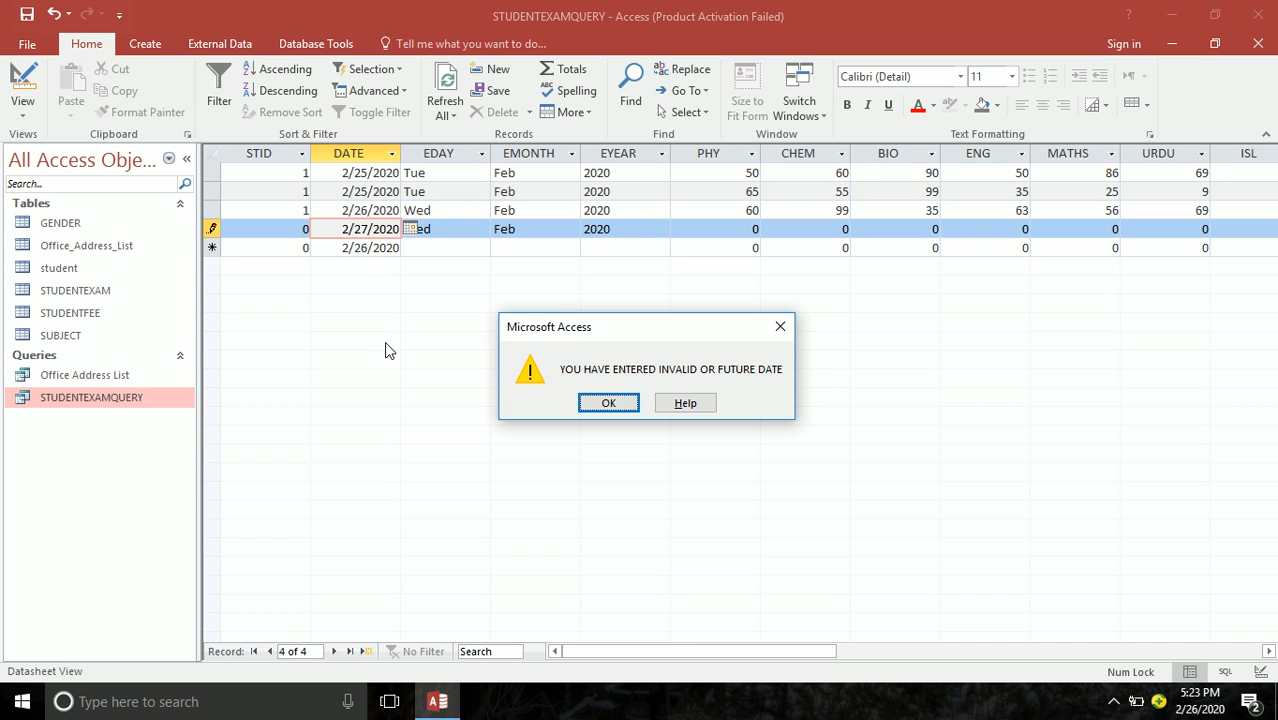 STUDENTEXAMQUERY - Access (Product Activation Failed)
File Home Create External Data Database Tools Tell me what you want to do... Sign in
View
Views
Paste
Cut
Copy
Format Painter
Clipboard
Filter
Ascending
Descending
Remove Sort
Selection
Advanced
Toggle Filter
Sort & Filter
Refresh All
New
Save
Delete
Totals
Spelling
More
Records
Find
Replace
Go To
Select
Find
Size to Fit Form
Switch Windows
Window
Calibri (Detail) 11
B I U A
Text Formatting
All Access Obje...
Search...
Tables
GENDER
Office_Address_List
student
STUDENTEXAM
STUDENTFEE
SUBJECT
Queries
Office Address List
STUDENTEXAMQUERY
STID DATE EDAY EMONTH EYEAR PHY CHEM BIO ENG MATHS URDU ISL
1 2/25/2020 Tue Feb 2020 50 60 90 50 86 69
1 2/25/2020 Tue Feb 2020 65 55 99 35 25 9
1 2/26/2020 Wed Feb 2020 60 99 35 63 56 69
0 2/27/2020 ed Feb 2020 0 0 0 0 0 0
0 2/26/2020 0 0 0 0 0 0
Microsoft Access
YOU HAVE ENTERED INVALID OR FUTURE DATE
OK Help
Record: 4 of 4 No Filter Search
Datasheet View Num Lock SQL
Type here to search
5:23 PM
2/26/2020
2